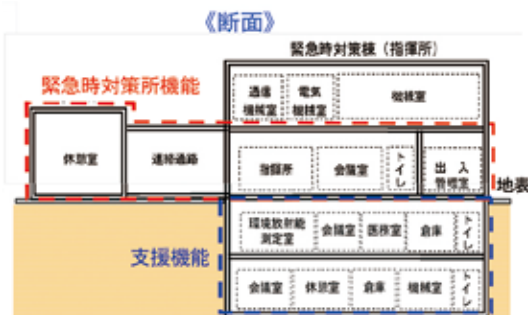 《断面》
緊急時対策棟（指揮所）
緊急時対策所機能
通信
機械室
電気
機械室
機械室
休憩室
連絡通路
指揮所
会議室
トイレ
出入
管理室
地表
支援機能
環境放射能
測定室
会議室
医務室
倉庫
トイレ
会議室
休憩室
倉庫
機械室
トイレ